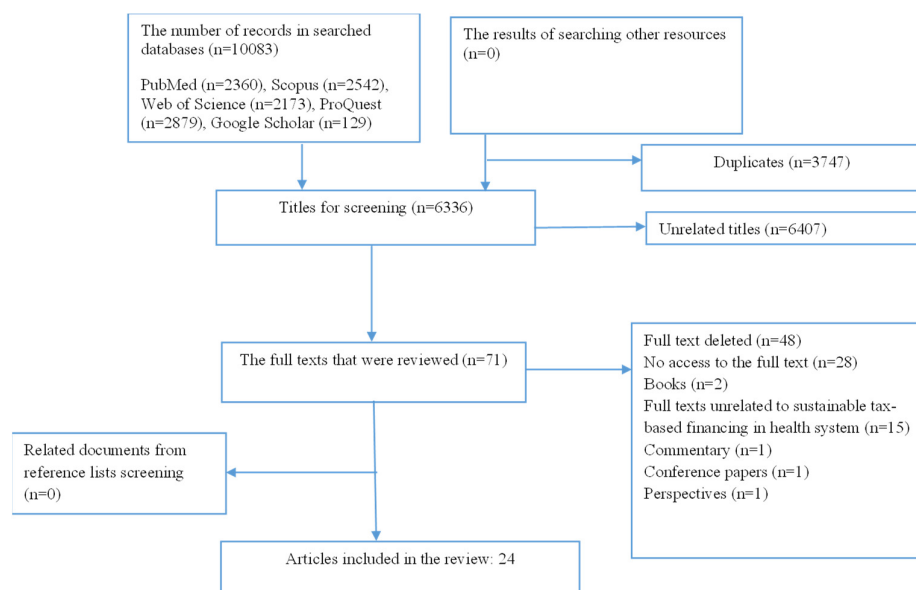 The number of records in searched
databases (n=10083)
PubMed (n=2360), Scopus (n=2542),
Web of Science (n=2173), ProQuest
(n=2879), Google Scholar (n=129)
The results of searching other resources
(n=0)
Duplicates (n=3747)
Titles for screening (n=6336)
Unrelated titles (n=6407)
The full texts that were reviewed (n=71)
Full text deleted (n=48)
No access to the full text (n=28)
Books (n=2)
Full texts unrelated to sustainable tax-
based financing in health system (n=15)
Commentary (n=1)
Conference papers (n=1)
Perspectives (n=1)
Related documents from
reference lists screening
(n=0)
Articles included in the review: 24